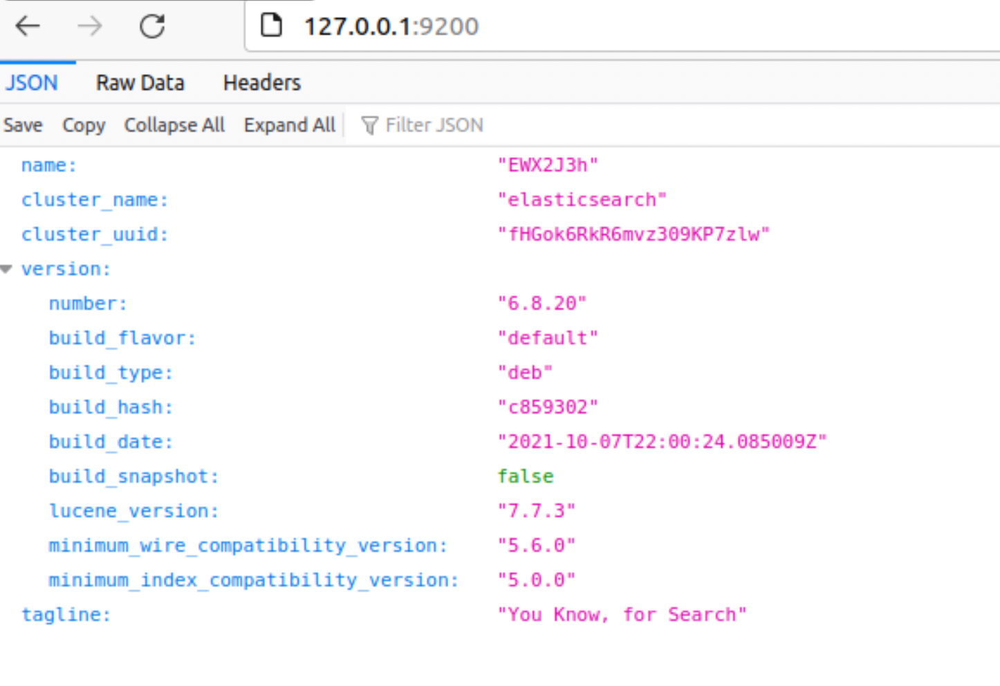 127.0.0.1:9200
JSON Raw Data Headers
Save Copy Collapse All Expand All Filter JSON
name: "EWX2J3h"
cluster_name: "elasticsearch"
cluster_uuid: "fHGok6RkR6mvz309KP7zlw"
version:
number: "6.8.20"
build_flavor: "default"
build_type: "deb"
build_hash: "c859302"
build_date: "2021-10-07T22:00:24.085009Z"
build_snapshot: false
lucene_version: "7.7.3"
minimum_wire_compatibility_version: "5.6.0"
minimum_index_compatibility_version: "5.0.0"
tagline: "You Know, for Search"